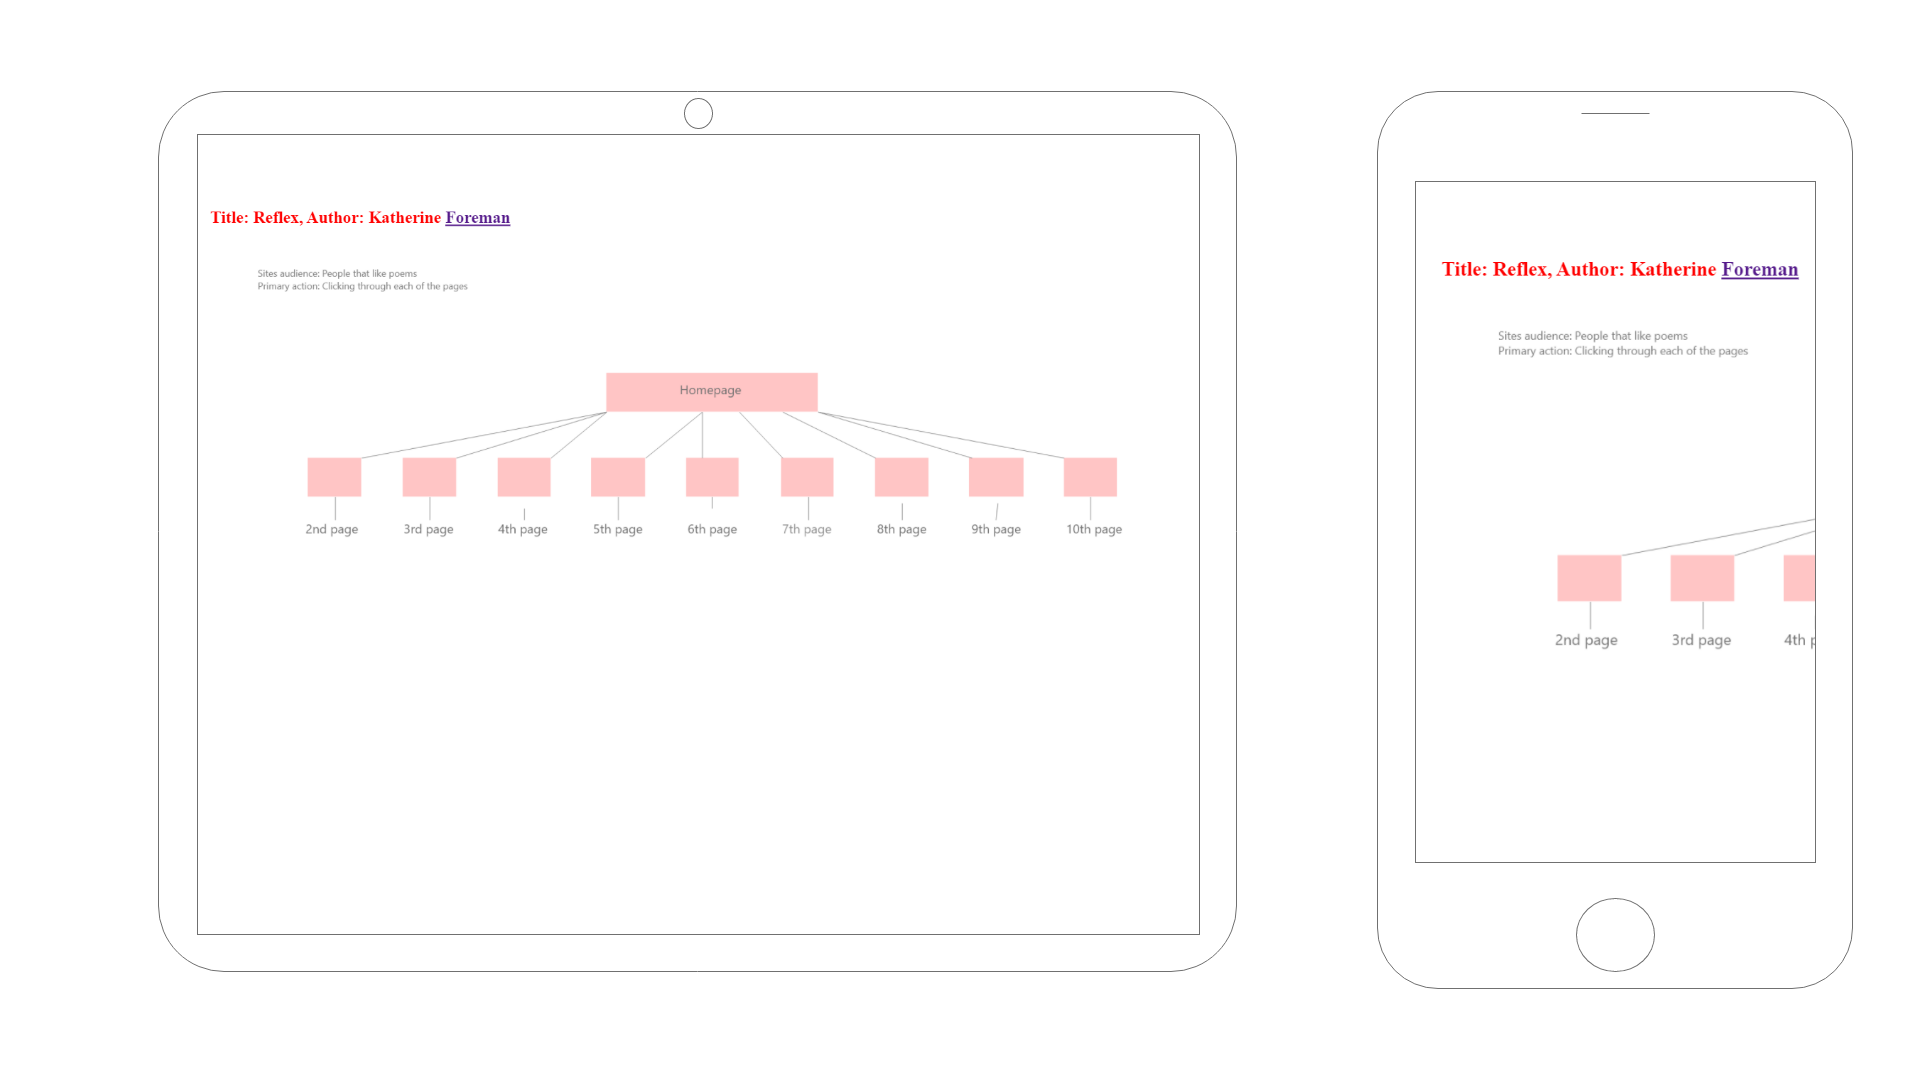 Title: Reflex, Author: Katherine Foreman
Sites audience: People that like poems
Primary action: Clicking through each of the pages
Homepage
2nd page 3rd page 4th page 5th page 6th page 7th page 8th page 9th page 10th page
Title: Reflex, Author: Katherine Foreman
Sites audience: People that like poems
Primary action: Clicking through each of the pages
2nd page 3rd page 4th p